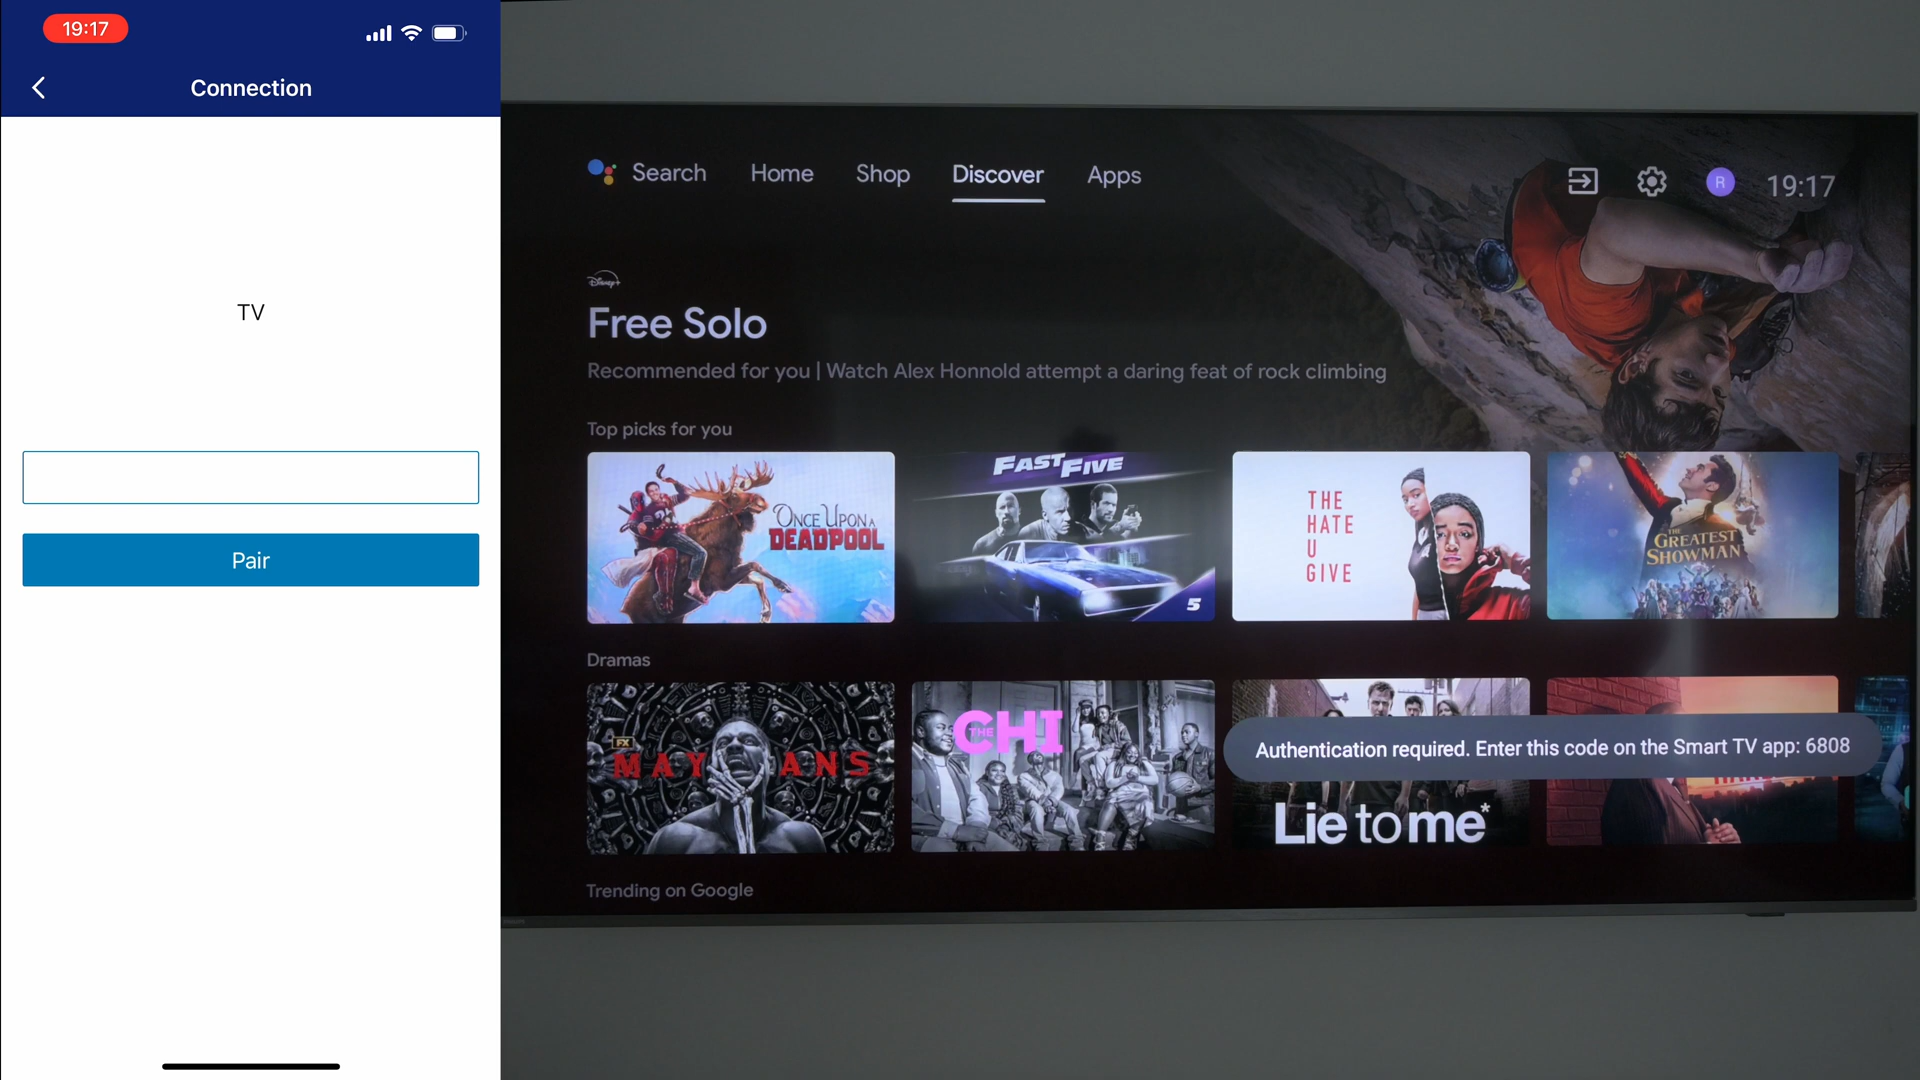 19:17
Connection
TV
Pair
Search Home Shop Discover Apps
R 19:17
Disney+
Free Solo
Recommended for you | Watch Alex Honnold attempt a daring feat of rock climbing
Top picks for you
ONCE UPON A
DEADPOOL
FAST FIVE
5
THE
HATE
U
GIVE
THE
GREATEST
SHOWMAN
Dramas
FX
MAYANS
THE CHI
Authentication required. Enter this code on the Smart TV app: 6808
Lie to me*
Trending on Google